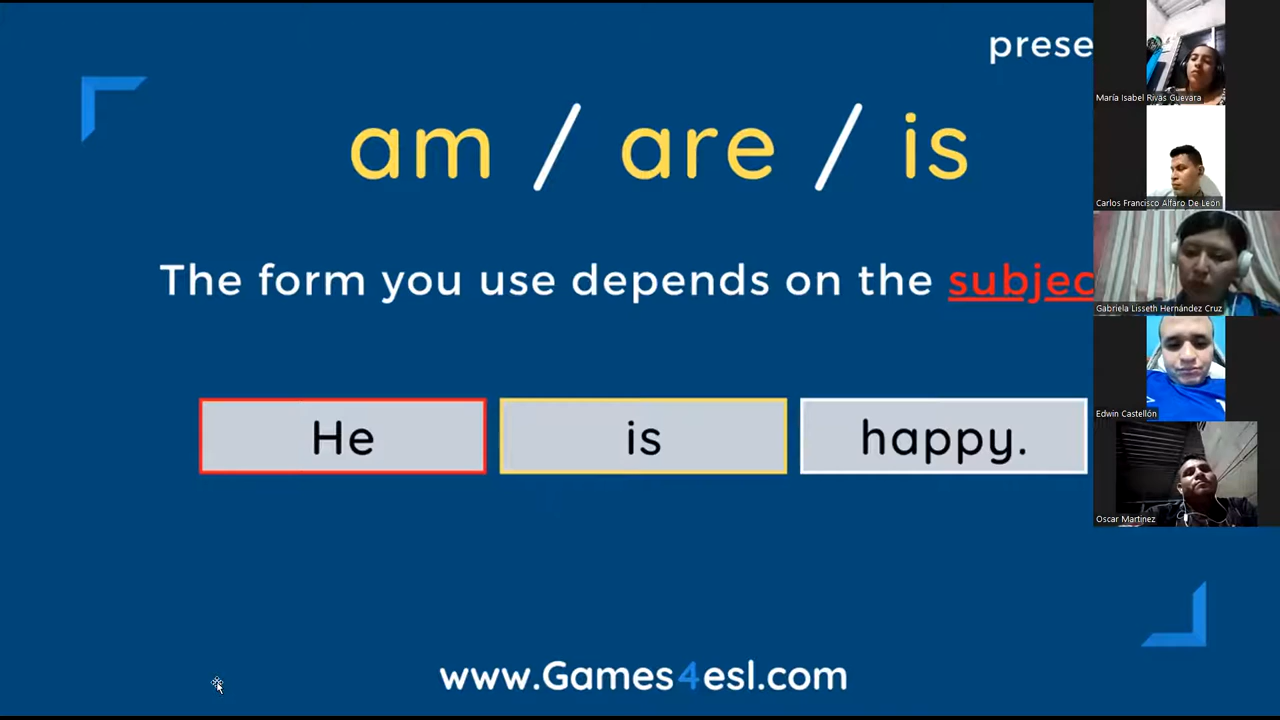 prese
am / are / is
The form you use depends on the subjec
He is happy.
www.Games4esl.com
María Isabel Rivas Guevara
Carlos Francisco Alfaro De León
Gabriela Lisseth Hernández Cruz
Edwin Castellón
Oscar Martinez